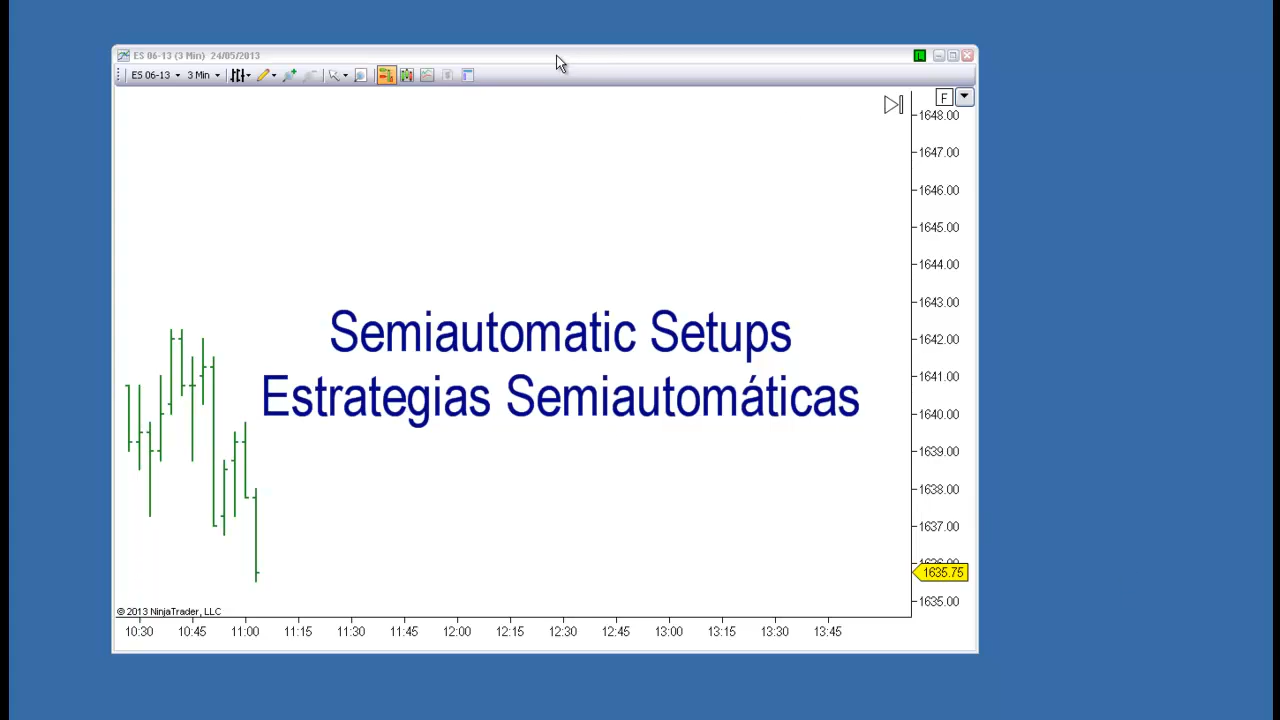 ES 06-13 (3 Min) 24/05/2013
ES 06-13 3 Min
F
1648.00
1647.00
1646.00
1645.00
1644.00
1643.00
1642.00
1641.00
1640.00
1639.00
1638.00
1637.00
1635.75
1635.00
Semiautomatic Setups
Estrategias Semiautomáticas
© 2013 NinjaTrader, LLC
10:30 10:45 11:00 11:15 11:30 11:45 12:00 12:15 12:30 12:45 13:00 13:15 13:30 13:45